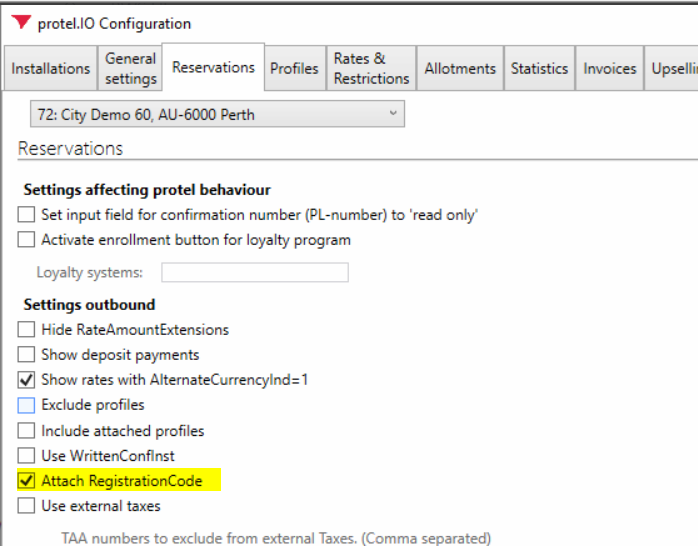 protel.IO Configuration
Installations
General
settings
Reservations
Profiles
Rates &
Restrictions
Allotments
Statistics
Invoices
72: City Demo 60, AU-6000 Perth
Reservations
Settings affecting protel behaviour
Set input field for confirmation number (PL-number) to 'read only'
Activate enrollment button for loyalty program
Loyalty systems:
Settings outbound
Hide RateAmountExtensions
Show deposit payments
Show rates with AlternateCurrencyInd=1
Exclude profiles
Include attached profiles
Use WrittenConfInst
Attach RegistrationCode
Use external taxes
TAA numbers to exclude from external Taxes. (Comma separated)